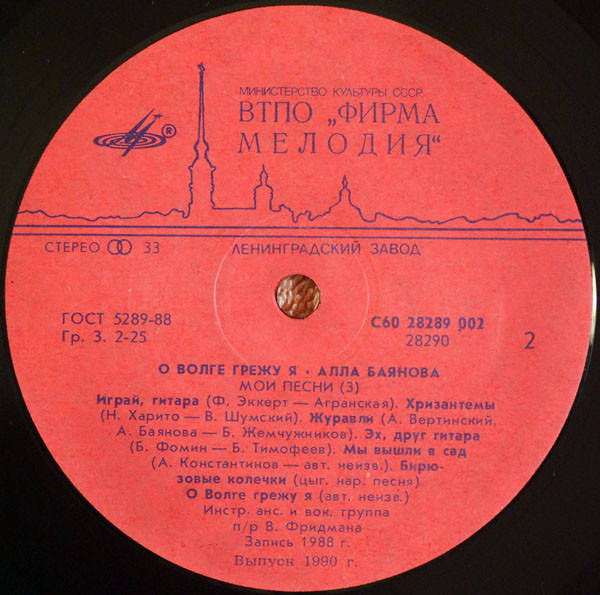 МИНИСТЕРСТВО КУЛЬТУРЫ СССР
ВТПО „ФИРМА
МЕЛОДИЯ“
®
СТЕРЕО 33 ЛЕНИНГРАДСКИЙ ЗАВОД
ГОСТ 5289-88 С60 28289 002
Гр. 3. 2-25 28290 2
О ВОЛГЕ ГРЕЖУ Я · АЛЛА БАЯНОВА
МОИ ПЕСНИ (3)
Играй, гитара (Ф. Эккерт — Агранская). Хризантемы
(Н. Харито — В. Шумский). Журавли (А. Вертинский,
А. Баянова — Б. Жемчужников). Эх, друг гитара
(Б. Фомин — Б. Тимофеев). Мы вышли в сад
(А. Константинов — авт. неизв.). Бирю-
зовые колечки (цыг. нар. песня)
О Волге грежу я (авт. неизв.)
Инстр. анс. и вок. группа
п/р В. Фридмана
Запись 1988 г.
Выпуск 1990 г.